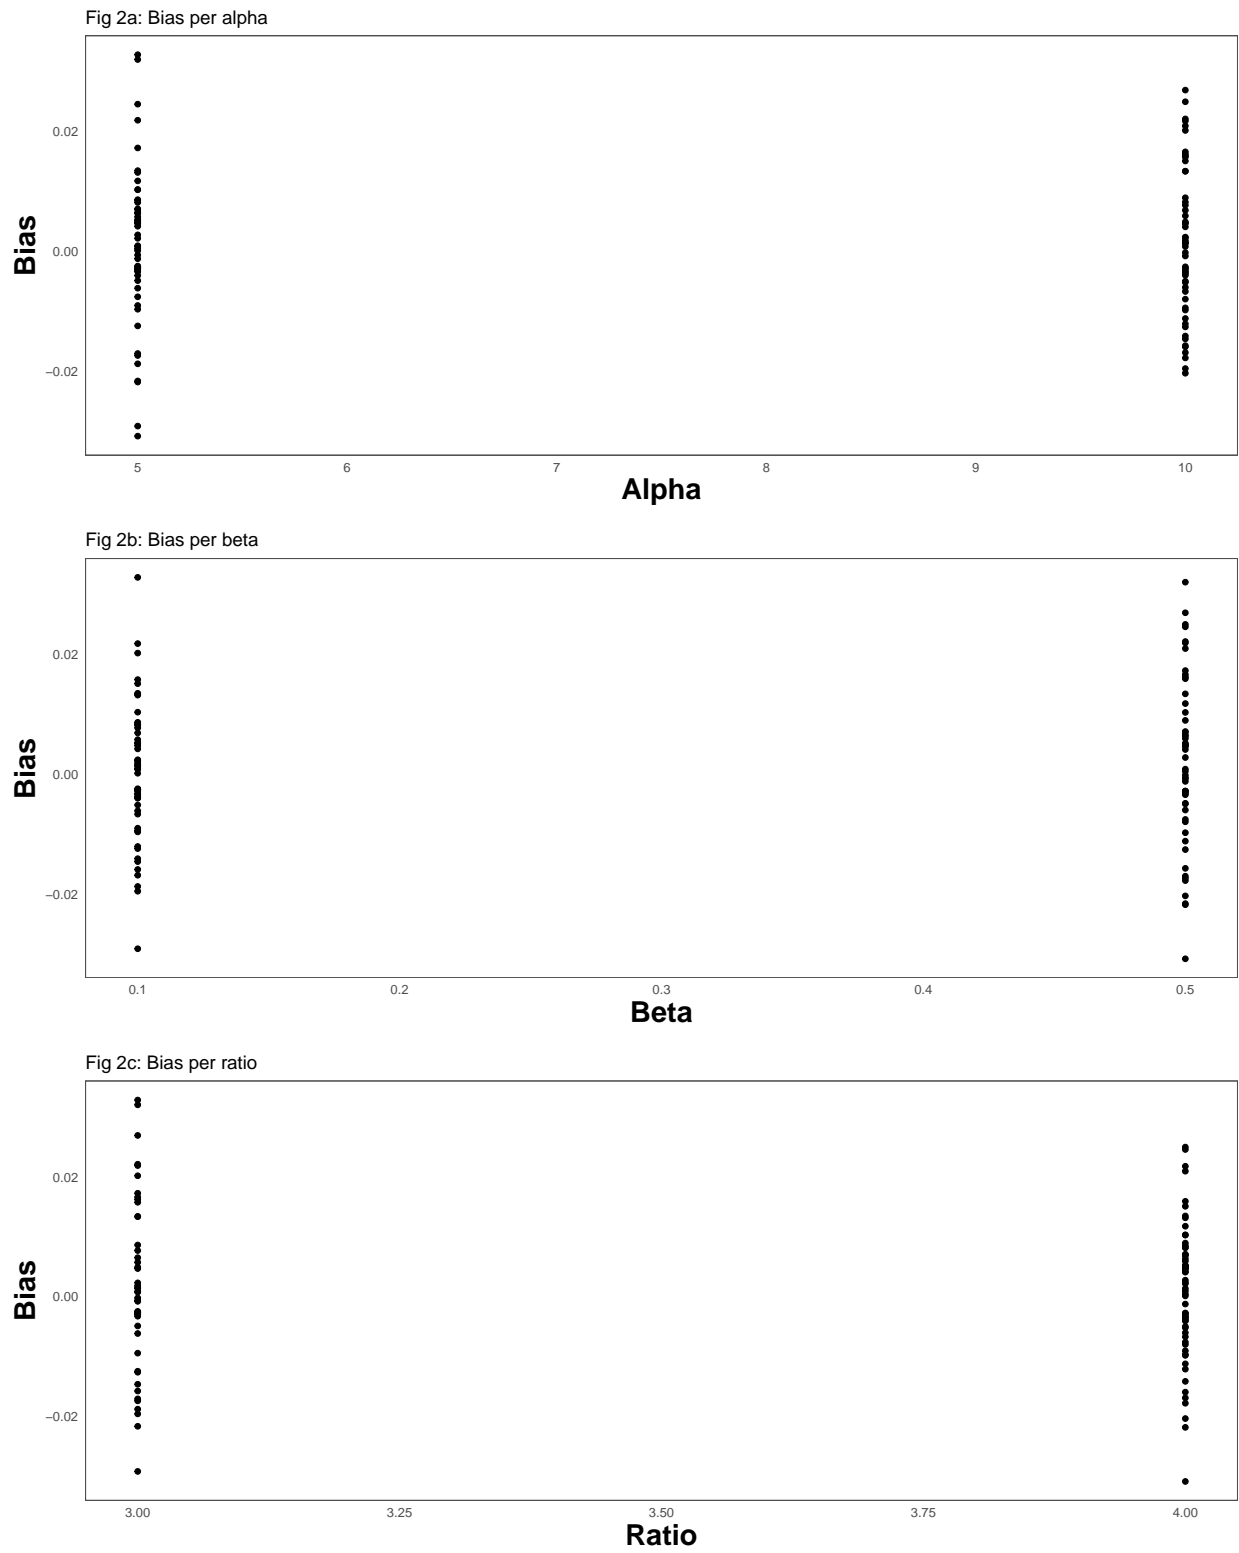 Fig 2a: Bias per alpha
0.02
0.00
−0.02
Bias
5 6 7 8 9 10
Alpha
Fig 2b: Bias per beta
0.02
0.00
−0.02
Bias
0.1 0.2 0.3 0.4 0.5
Beta
Fig 2c: Bias per ratio
0.02
0.00
−0.02
Bias
3.00 3.25 3.50 3.75 4.00
Ratio